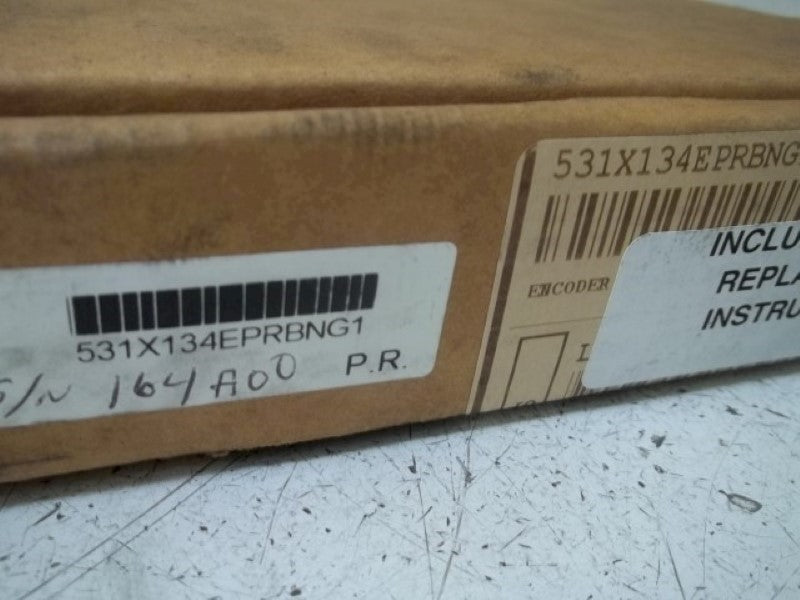 531X134EPRBNG1
S/N 164A00 P.R.
531X134EPRBNG
ENCODER
INCLU
REPLA
INSTRU